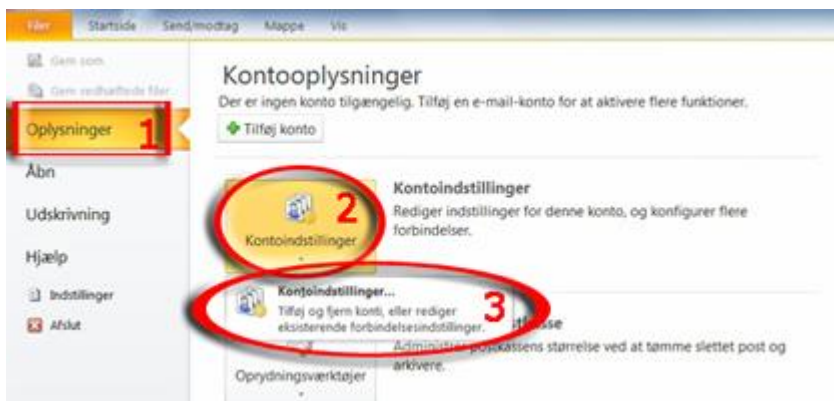 Filer Startside Send/modtag Mappe Vis
Gem som
Gem vedhæftede filer
Oplysninger 1
Åbn
Udskrivning
Hjælp
Indstillinger
Afslut
Kontooplysninger
Der er ingen konto tilgængelig. Tilføj en e-mail-konto for at aktivere flere funktioner.
Tilføj konto
2
Kontoindstillinger
Kontoindstillinger
Rediger indstillinger for denne konto, og konfigurer flere
forbindelser.
Kontoindstillinger...
Tilføj og fjern konti, eller rediger
eksisterende forbindelsesindstillinger.
3
Administrer postkassens størrelse ved at tømme slettet post og
arkivere.
Oprydningsværktøjer